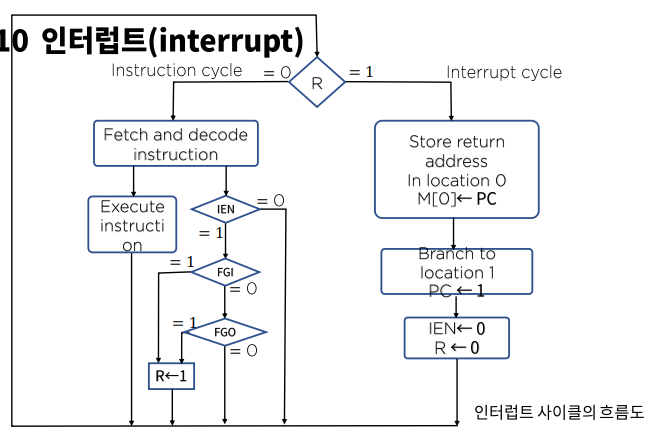 10 인터럽트(interrupt)
Instruction cycle
= 0
R
= 1
Interrupt cycle
Fetch and decode
instruction
Store return
address
In location 0
M[0]← PC
Execute
instructi
on
IEN
= 0
= 1
Branch to
location 1
PC ← 1
= 1
FGI
= 0
IEN← 0
R ← 0
= 1
FGO
= 0
R←1
인터럽트 사이클의 흐름도